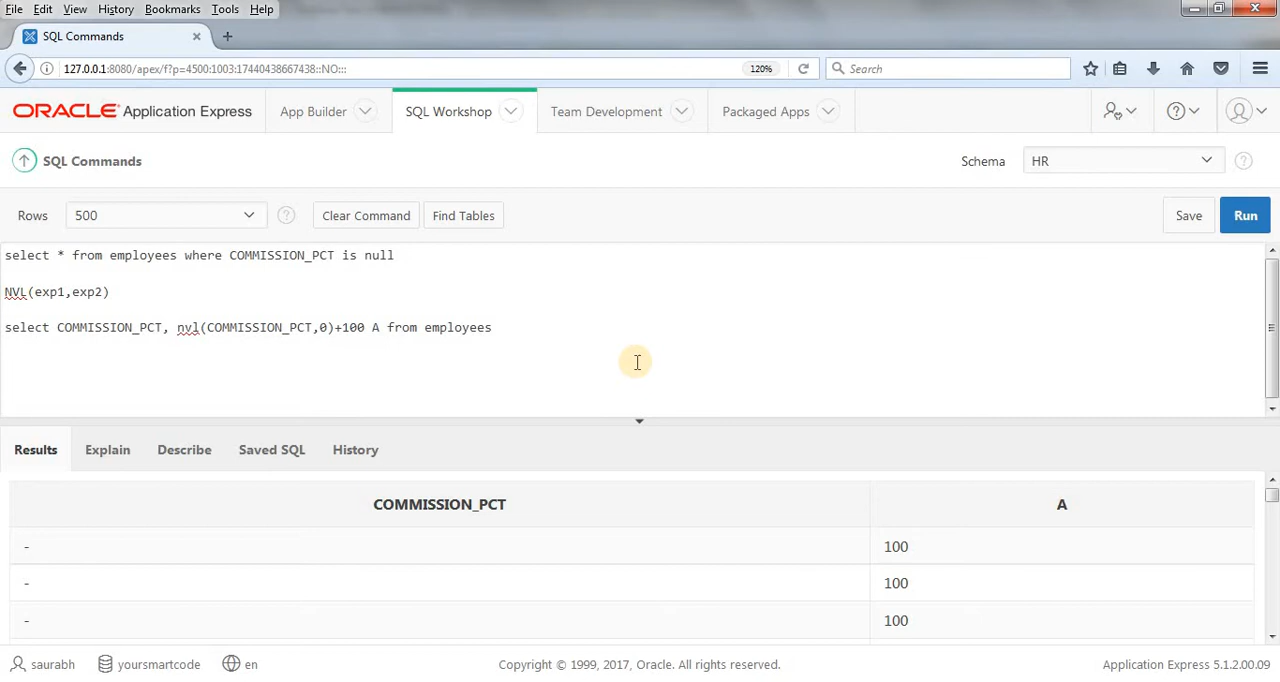 File Edit View History Bookmarks Tools Help
SQL Commands × +
127.0.0.1:8080/apex/f?p=4500:1003:17440438667438::NO::: 120% Search
ORACLE® Application Express App Builder SQL Workshop Team Development Packaged Apps
SQL Commands Schema HR
Rows 500 Clear Command Find Tables Save Run
select * from employees where COMMISSION_PCT is null
NVL(exp1,exp2)
select COMMISSION_PCT, nvl(COMMISSION_PCT,0)+100 A from employees
Results Explain Describe Saved SQL History
COMMISSION_PCT A
- 100
- 100
- 100
saurabh yoursmartcode en Copyright © 1999, 2017, Oracle. All rights reserved. Application Express 5.1.2.00.09